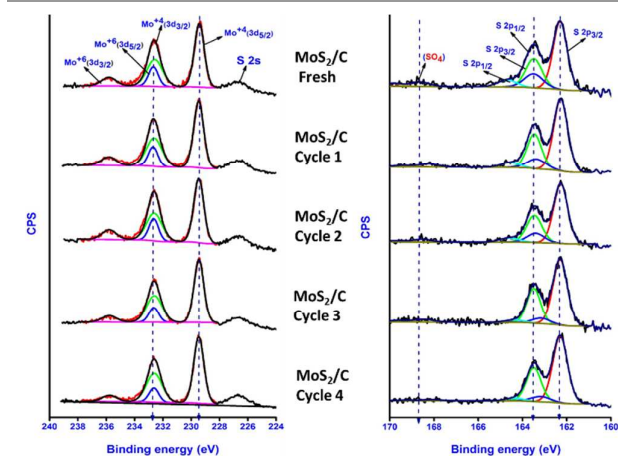 Mo+6(3d3/2)
Mo+6(3d5/2)
Mo+4(3d3/2)
Mo+4(3d5/2)
S 2s
MoS2/C
Fresh
MoS2/C
Cycle 1
MoS2/C
Cycle 2
MoS2/C
Cycle 3
MoS2/C
Cycle 4
CPS
240 238 236 234 232 230 228 226 224
Binding energy (eV)
(SO4)
S 2p1/2
S 2p3/2
S 2p1/2
S 2p3/2
CPS
170 168 166 164 162 160
Binding energy (eV)